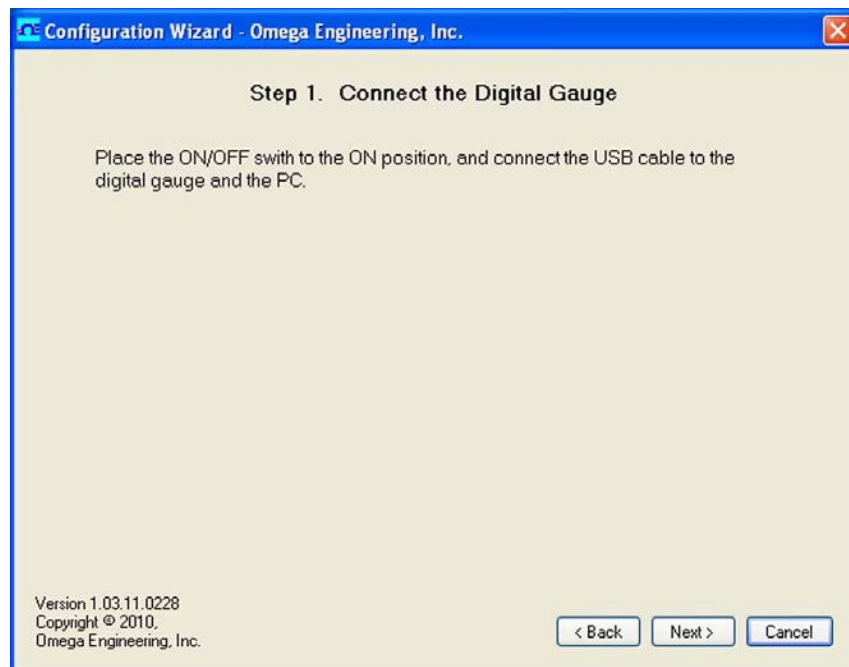 Configuration Wizard - Omega Engineering, Inc.
Step 1. Connect the Digital Gauge
Place the ON/OFF swith to the ON position, and connect the USB cable to the
digital gauge and the PC.
Version 1.03.11.0228
Copyright © 2010,
Omega Engineering, Inc.
< Back Next > Cancel